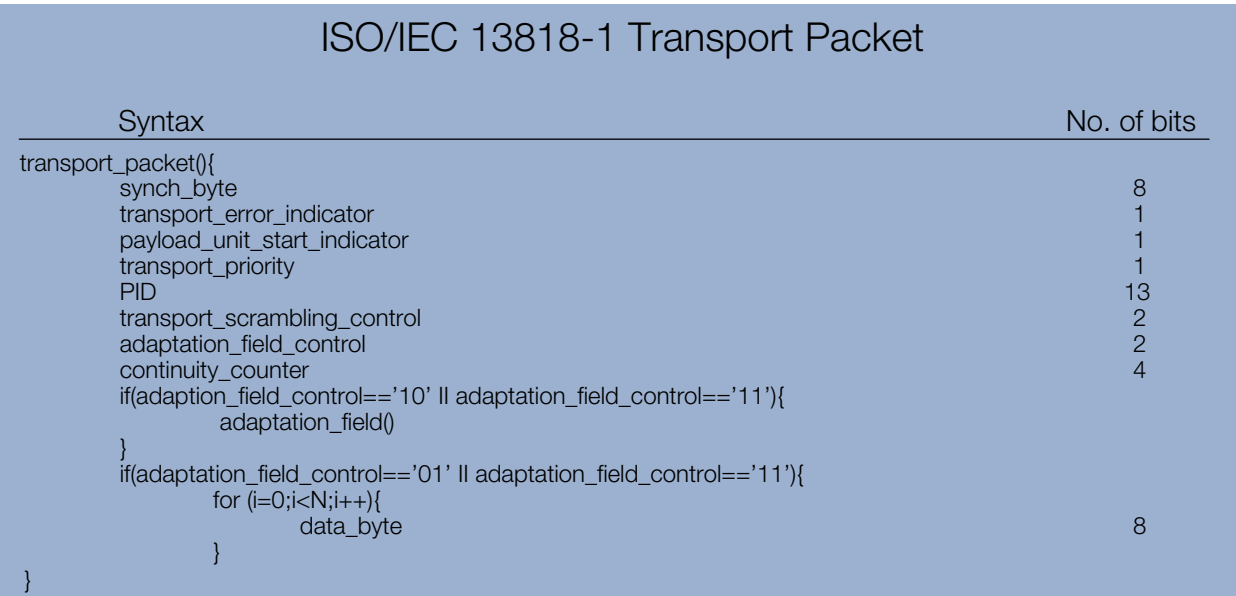 ISO/IEC 13818-1 Transport Packet
Syntax No. of bits
transport_packet(){
synch_byte 8
transport_error_indicator 1
payload_unit_start_indicator 1
transport_priority 1
PID 13
transport_scrambling_control 2
adaptation_field_control 2
continuity_counter 4
if(adaption_field_control==’10’ II adaptation_field_control==’11’){
adaptation_field()
}
if(adaptation_field_control==’01’ II adaptation_field_control==’11’){
for (i=0;i<N;i++){
data_byte 8
}
}